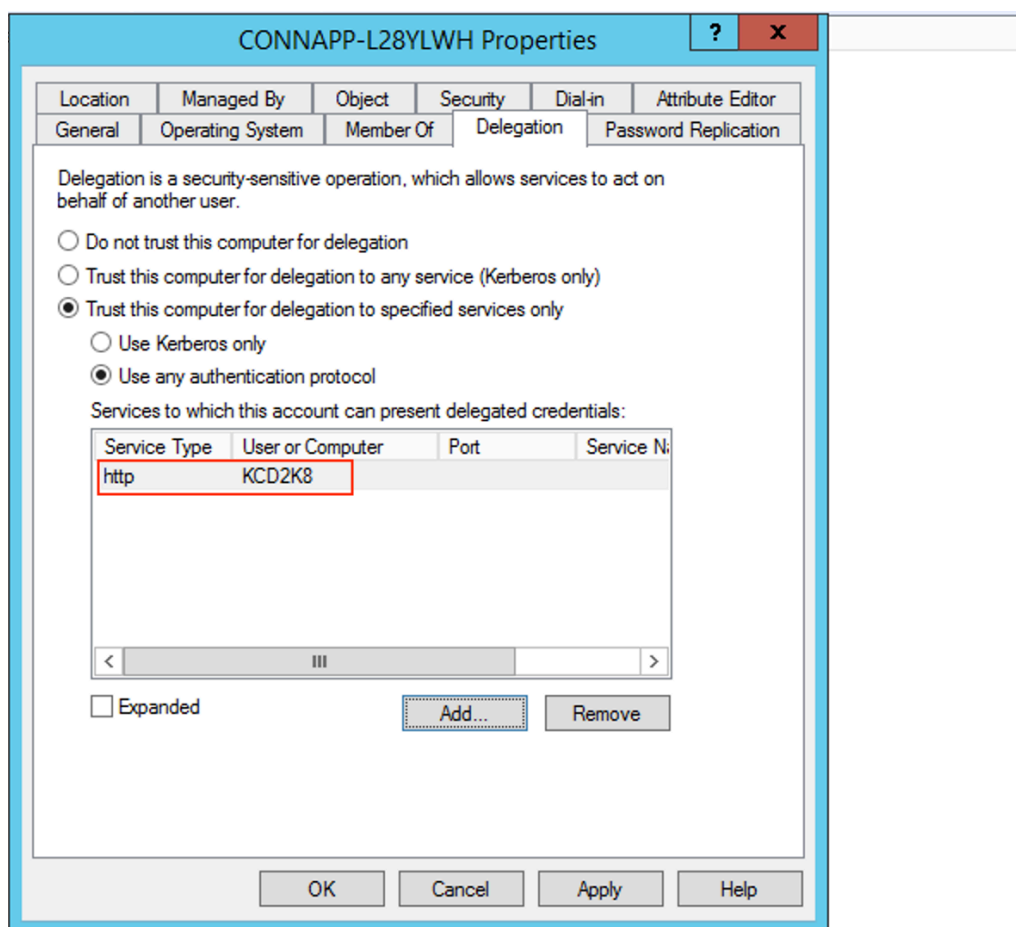 CONNAPP-L28YLWH Properties
?
x
Location Managed By Object Security Dial-in Attribute Editor
General Operating System Member Of Delegation Password Replication
Delegation is a security-sensitive operation, which allows services to act on
behalf of another user.
Do not trust this computer for delegation
Trust this computer for delegation to any service (Kerberos only)
Trust this computer for delegation to specified services only
Use Kerberos only
Use any authentication protocol
Services to which this account can present delegated credentials:
Service Type User or Computer Port Service
http KCD2K8
Expanded
Add... Remove
OK Cancel Apply Help